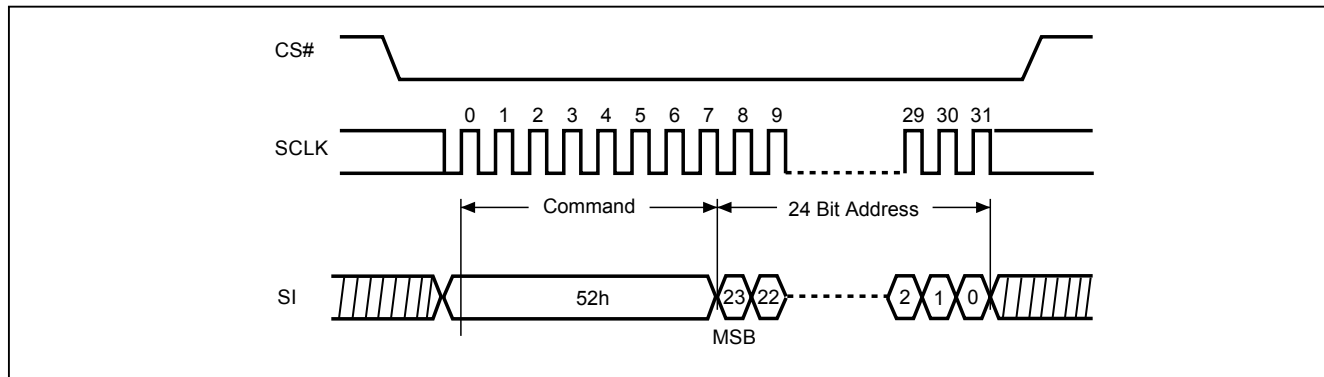 CS#
0 1 2 3 4 5 6 7 8 9 29 30 31
SCLK
Command 24 Bit Address
SI 52h 23 22 2 1 0
MSB